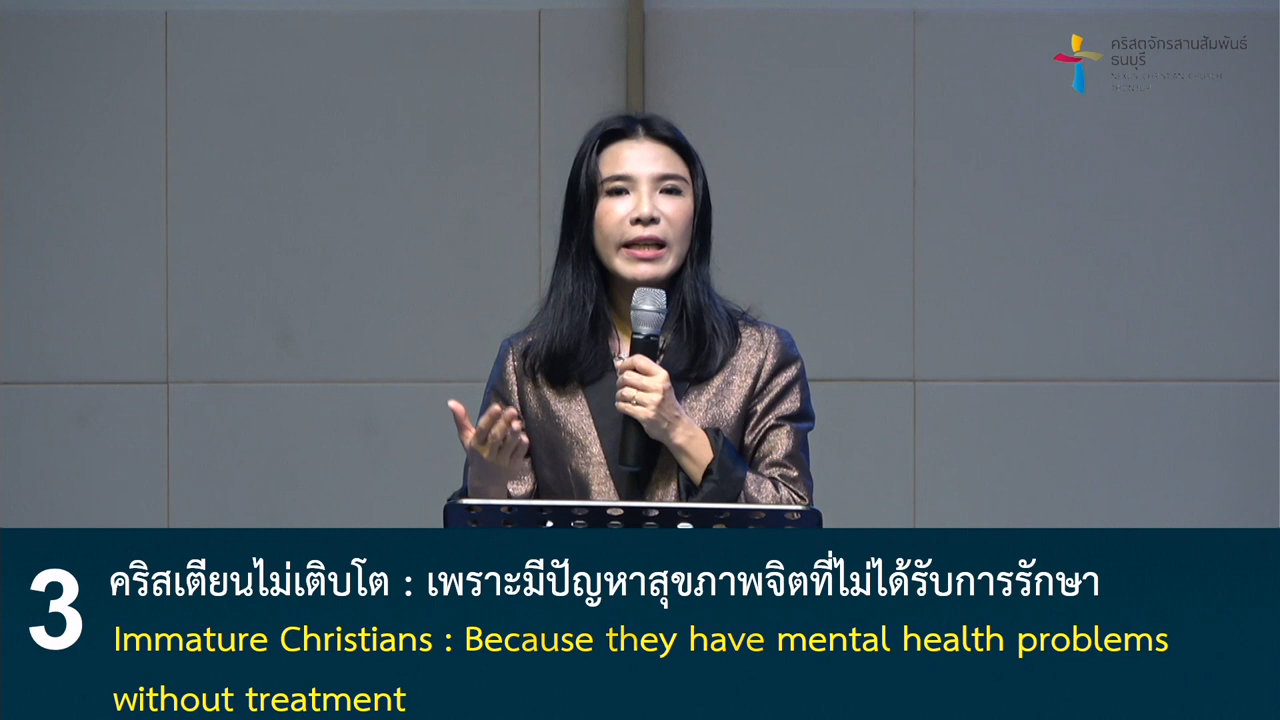 คริสตจักรสานสัมพันธ์
ธนบุรี
3
คริสเตียนไม่เติบโต : เพราะมีปัญหาสุขภาพจิตที่ไม่ได้รับการรักษา
Immature Christians : Because they have mental health problems
without treatment